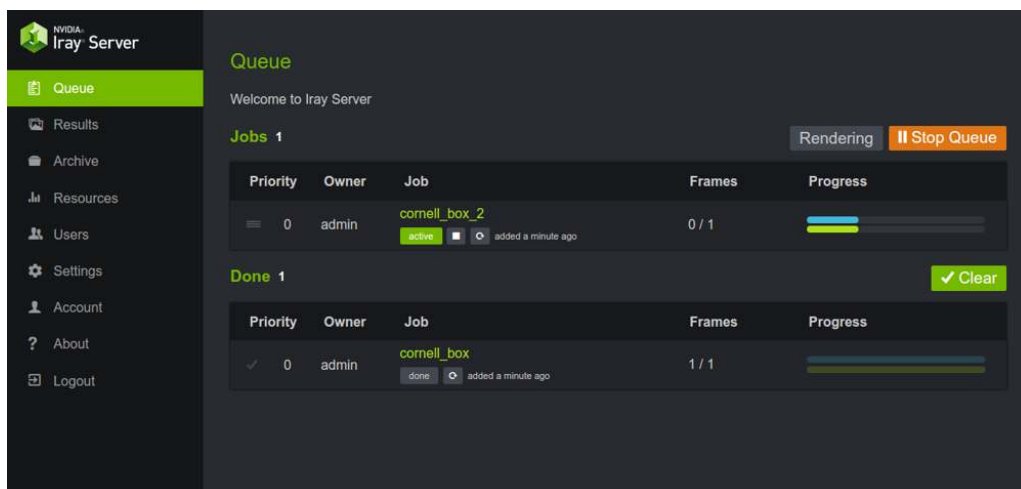 NVIDIA.
Iray Server
Queue
Results
Archive
Resources
Users
Settings
Account
? About
Logout
Queue
Welcome to Iray Server
Jobs 1
Rendering
Stop Queue
Priority Owner Job Frames Progress
0 admin cornell_box_2 0 / 1
active added a minute ago
Done 1
Clear
Priority Owner Job Frames Progress
0 admin cornell_box 1 / 1
done added a minute ago